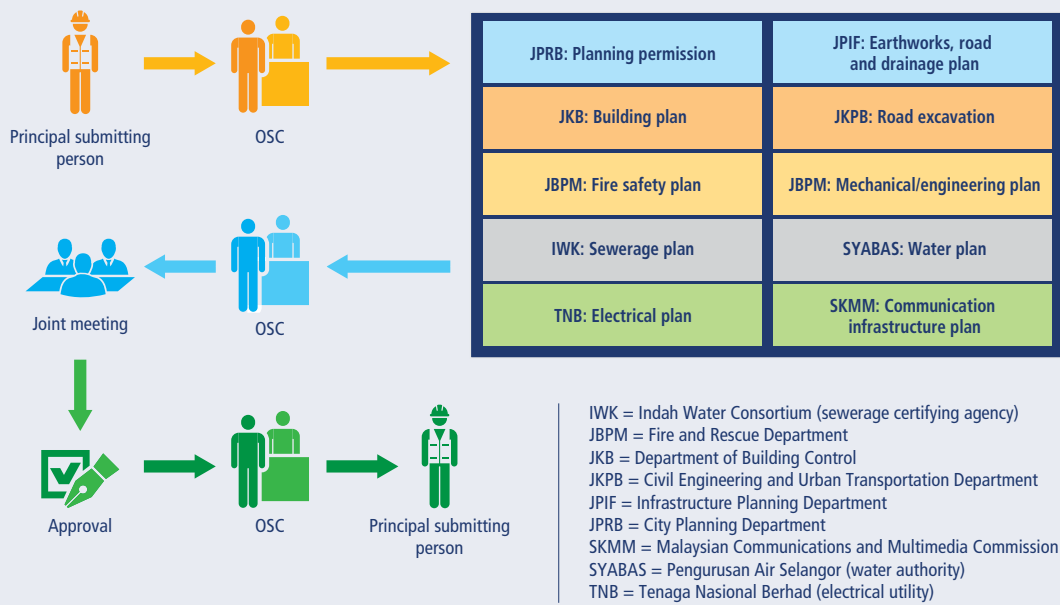 Principal submitting
person
OSC
JPRB: Planning permission
JPIF: Earthworks, road
and drainage plan
JKB: Building plan
JKPB: Road excavation
JBPM: Fire safety plan
JBPM: Mechanical/engineering plan
IWK: Sewerage plan
SYABAS: Water plan
TNB: Electrical plan
SKMM: Communication
infrastructure plan
Joint meeting
OSC
Approval
OSC
Principal submitting
person
IWK = Indah Water Consortium (sewerage certifying agency)
JBPM = Fire and Rescue Department
JKB = Department of Building Control
JKPB = Civil Engineering and Urban Transportation Department
JPIF = Infrastructure Planning Department
JPRB = City Planning Department
SKMM = Malaysian Communications and Multimedia Commission
SYABAS = Pengurusan Air Selangor (water authority)
TNB = Tenaga Nasional Berhad (electrical utility)